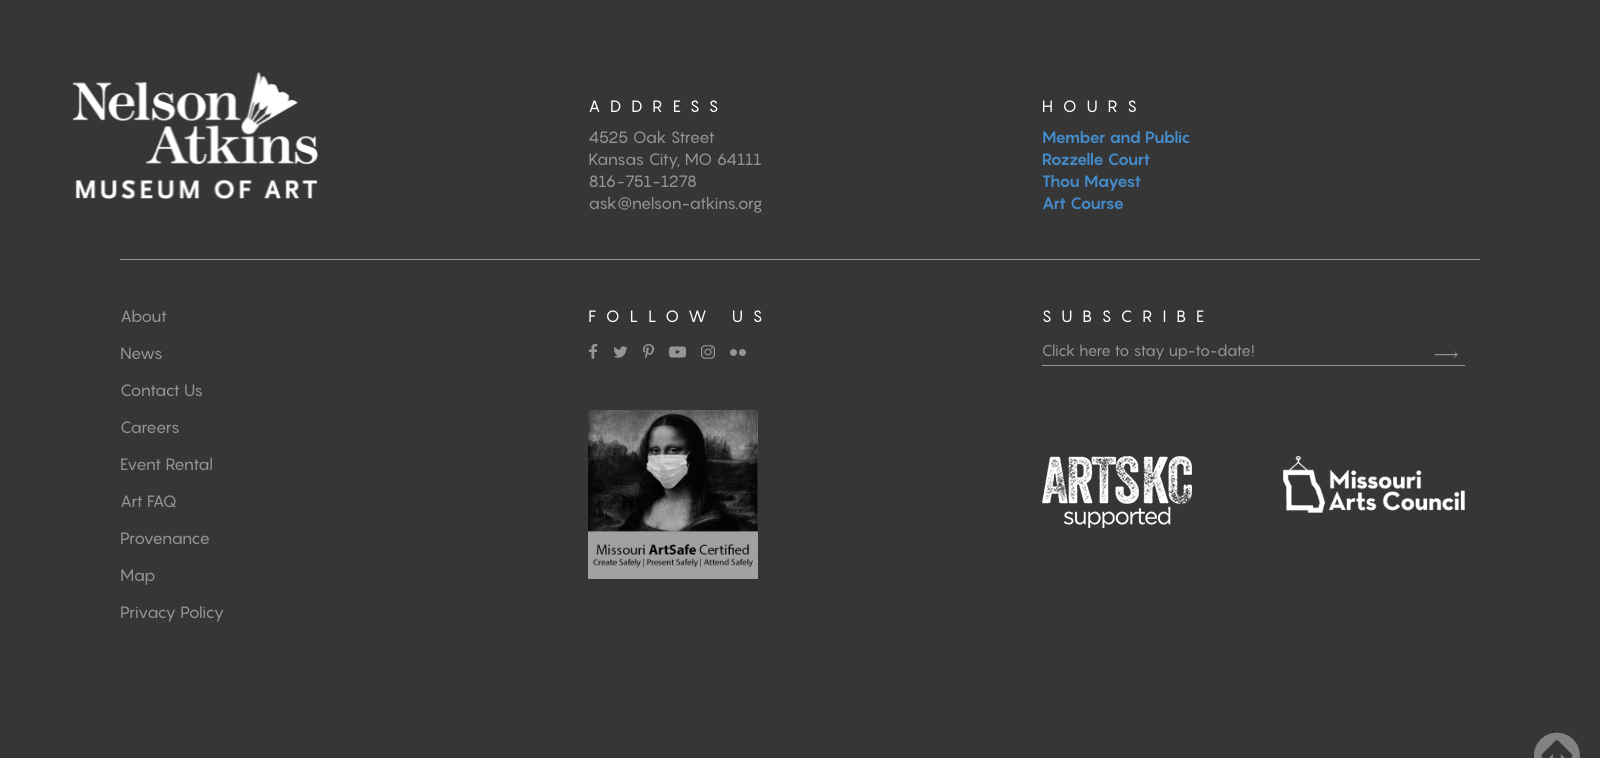 Nelson
Atkins
MUSEUM OF ART
ADDRESS
4525 Oak Street
Kansas City, MO 64111
816-751-1278
ask@nelson-atkins.org
HOURS
Member and Public
Rozzelle Court
Thou Mayest
Art Course
About
News
Contact Us
Careers
Event Rental
Art FAQ
Provenance
Map
Privacy Policy
FOLLOW US
Missouri ArtSafe Certified
Create Safely | Present Safely | Attend Safely
SUBSCRIBE
Click here to stay up-to-date!
ARTSKC
supported
Missouri
Arts Council